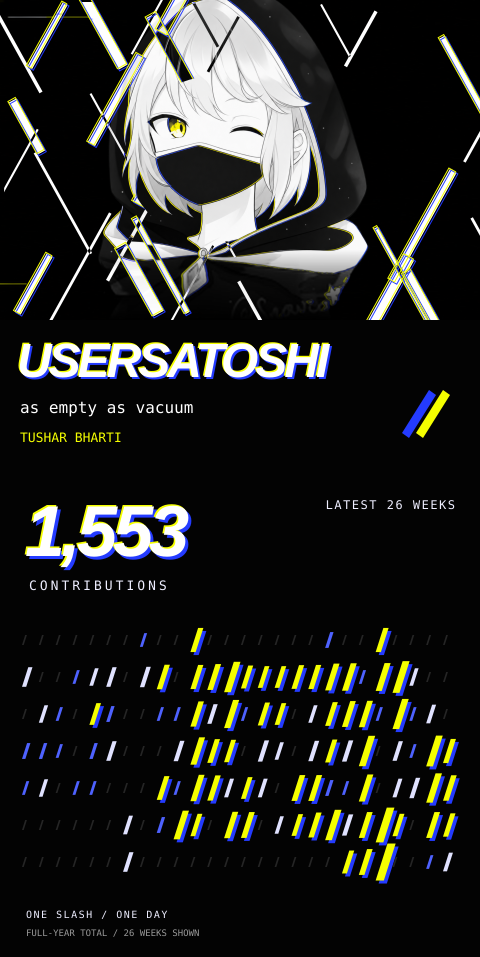 USERSATOSHI
as empty as vacuum
TUSHAR BHARTI
1,553
LATEST 26 WEEKS
CONTRIBUTIONS
ONE SLASH / ONE DAY
FULL-YEAR TOTAL / 26 WEEKS SHOWN